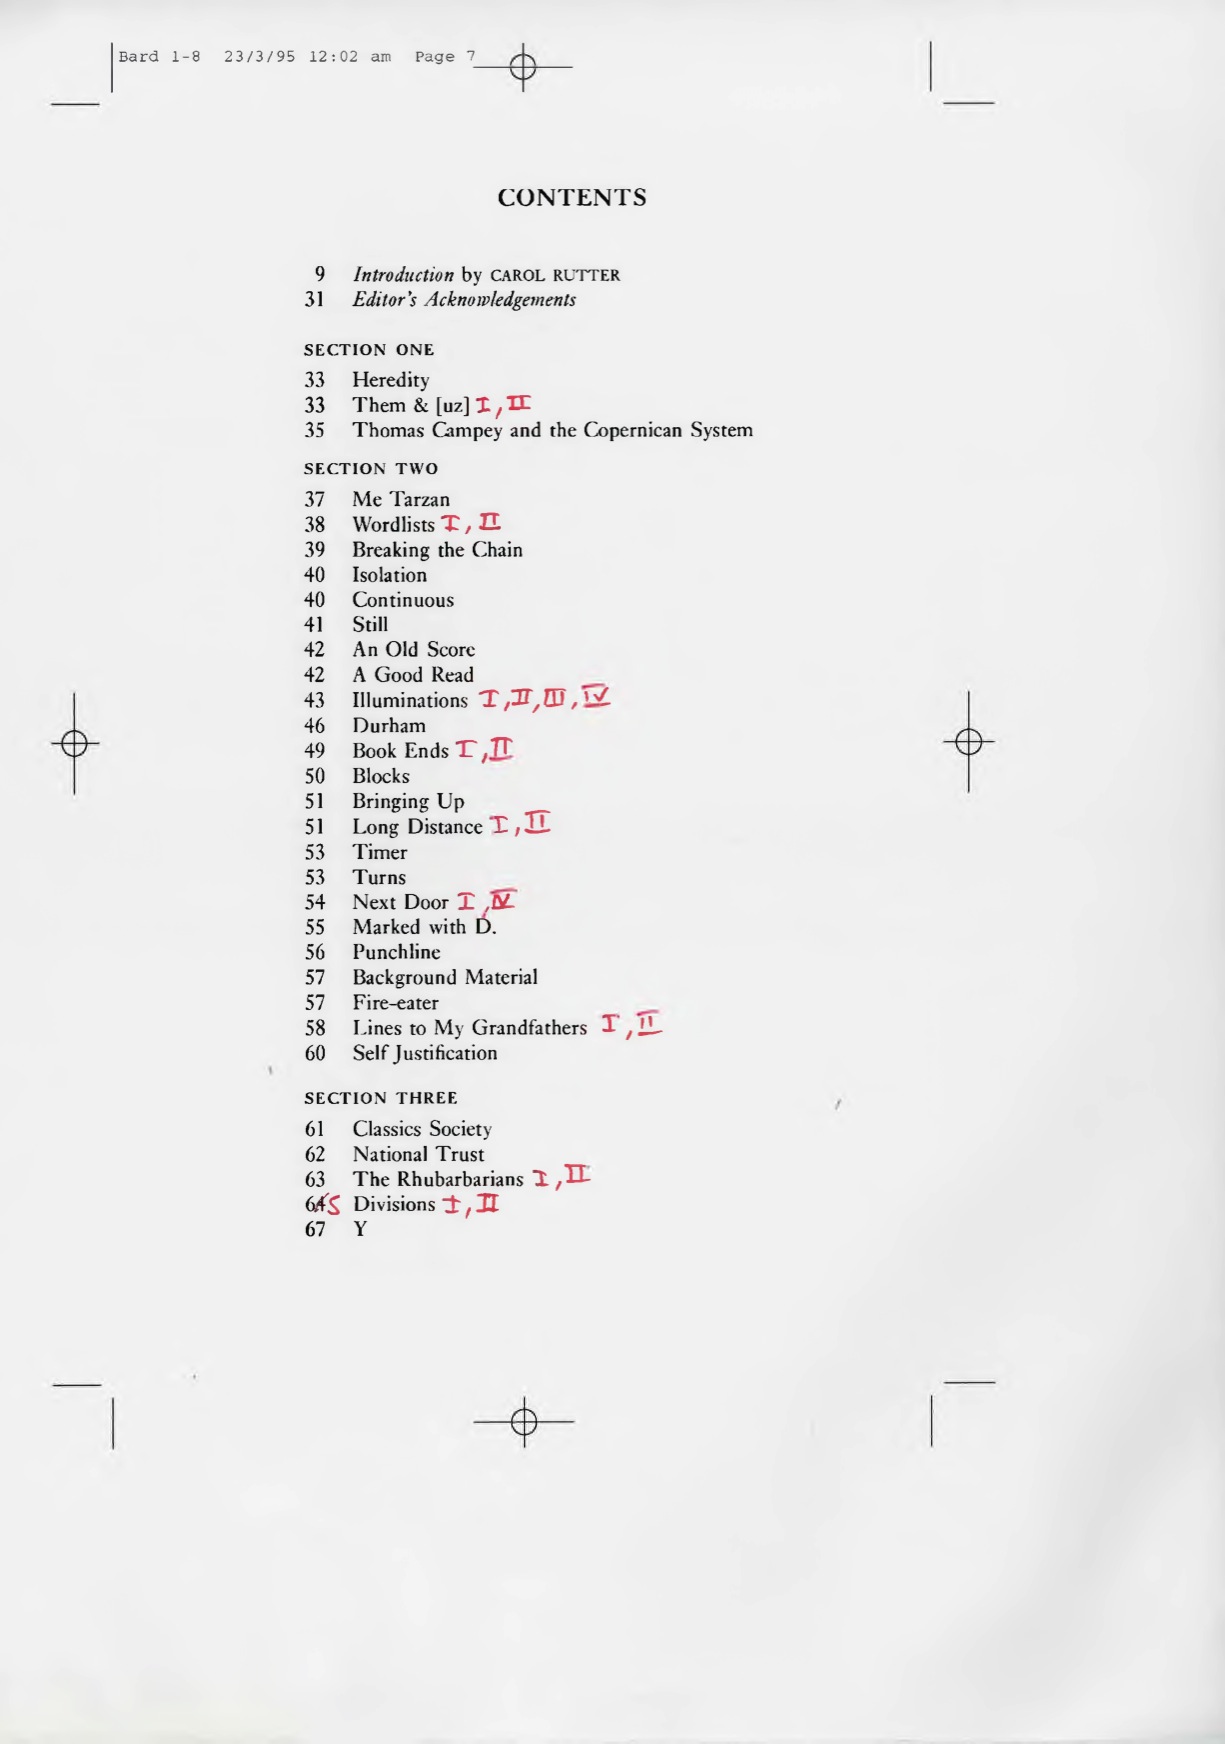 Bard 1-8 23/3/95 12:02 am Page 7
CONTENTS
9 Introduction by CAROL RUTTER
31 Editor's Acknowledgements
SECTION ONE
33 Heredity
33 Them & [uz] I, II
35 Thomas Campey and the Copernican System
SECTION TWO
37 Me Tarzan
38 Wordlists I, II
39 Breaking the Chain
40 Isolation
40 Continuous
41 Still
42 An Old Score
42 A Good Read
43 Illuminations I, II, III, IV
46 Durham
49 Book Ends I, II
50 Blocks
51 Bringing Up
51 Long Distance I, II
53 Timer
53 Turns
54 Next Door I, IV
55 Marked with D.
56 Punchline
57 Background Material
57 Fire-eater
58 Lines to My Grandfathers I, II
60 Self Justification
SECTION THREE
61 Classics Society
62 National Trust
63 The Rhubarbarians I, II
645 Divisions I, II
67 Y